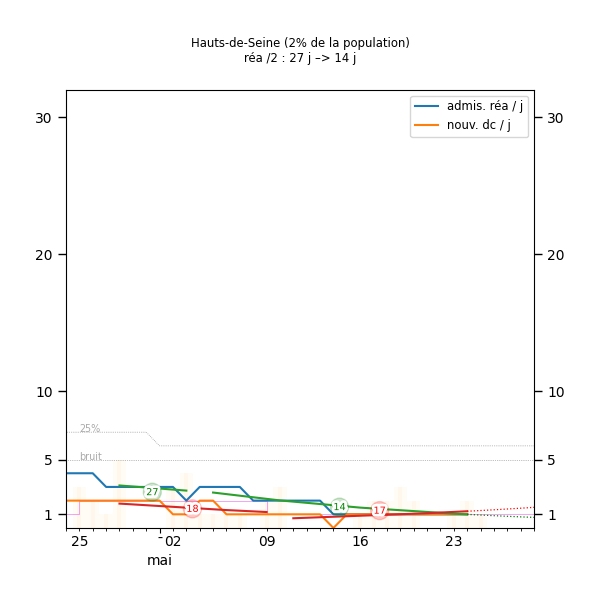 Hauts-de-Seine (2% de la population)
réa /2 : 27 j –> 14 j
admis. réa / j
nouv. dc / j
30 30
20 20
10 10
25%
bruit
5 5
27
14
18
17
1 1
25 02 09 16 23
mai